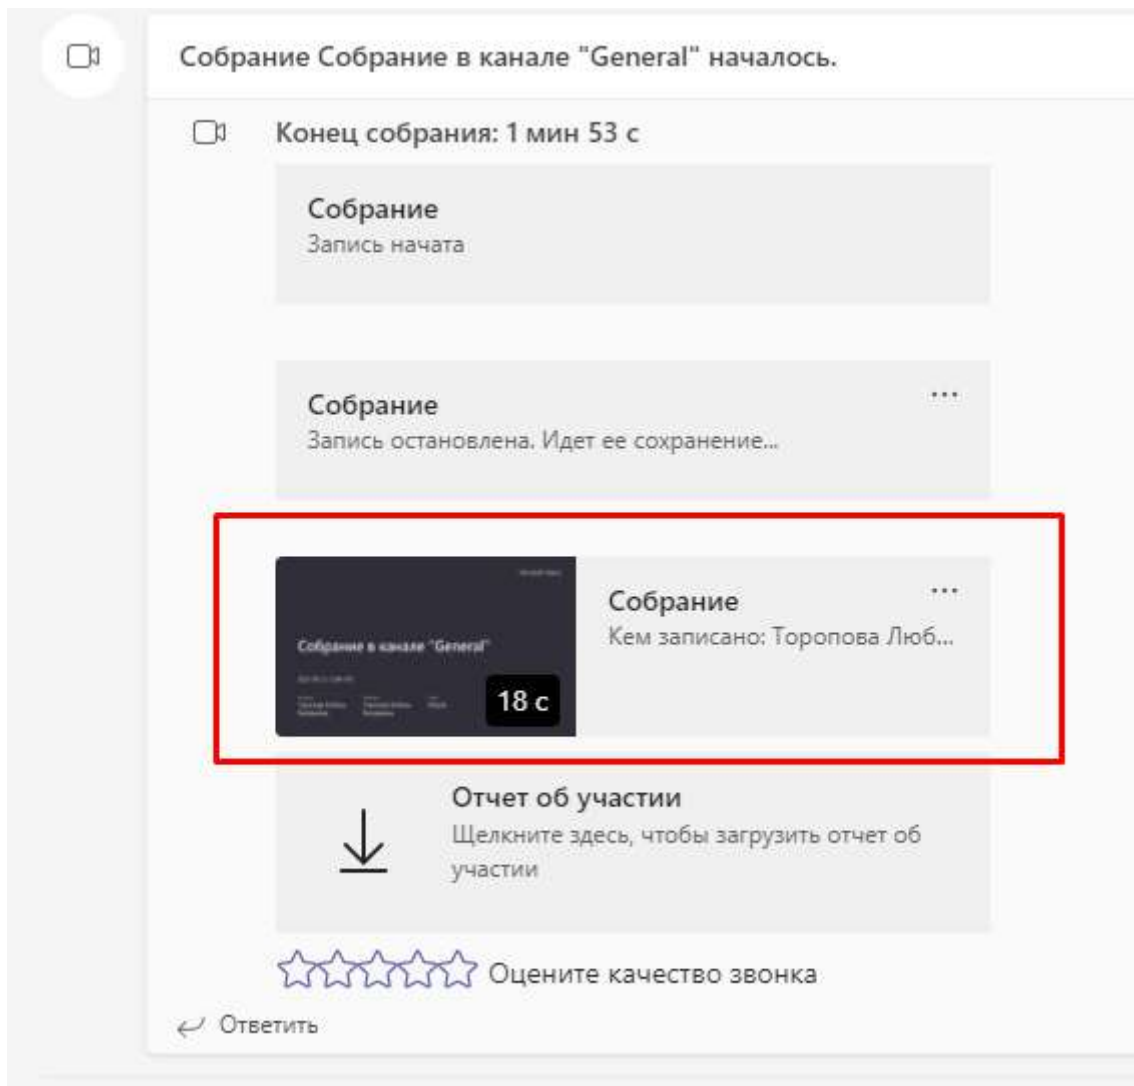 Собрание Собрание в канале "General" началось.
Конец собрания: 1 мин 53 с
Собрание
Запись начата
Собрание
...
Запись остановлена. Идет ее сохранение...
Собрание в канале "General"
18 с
Собрание
...
Кем записано: Торопова Люб...
Отчет об участии
Щелкните здесь, чтобы загрузить отчет об
участии
Оцените качество звонка
Ответить